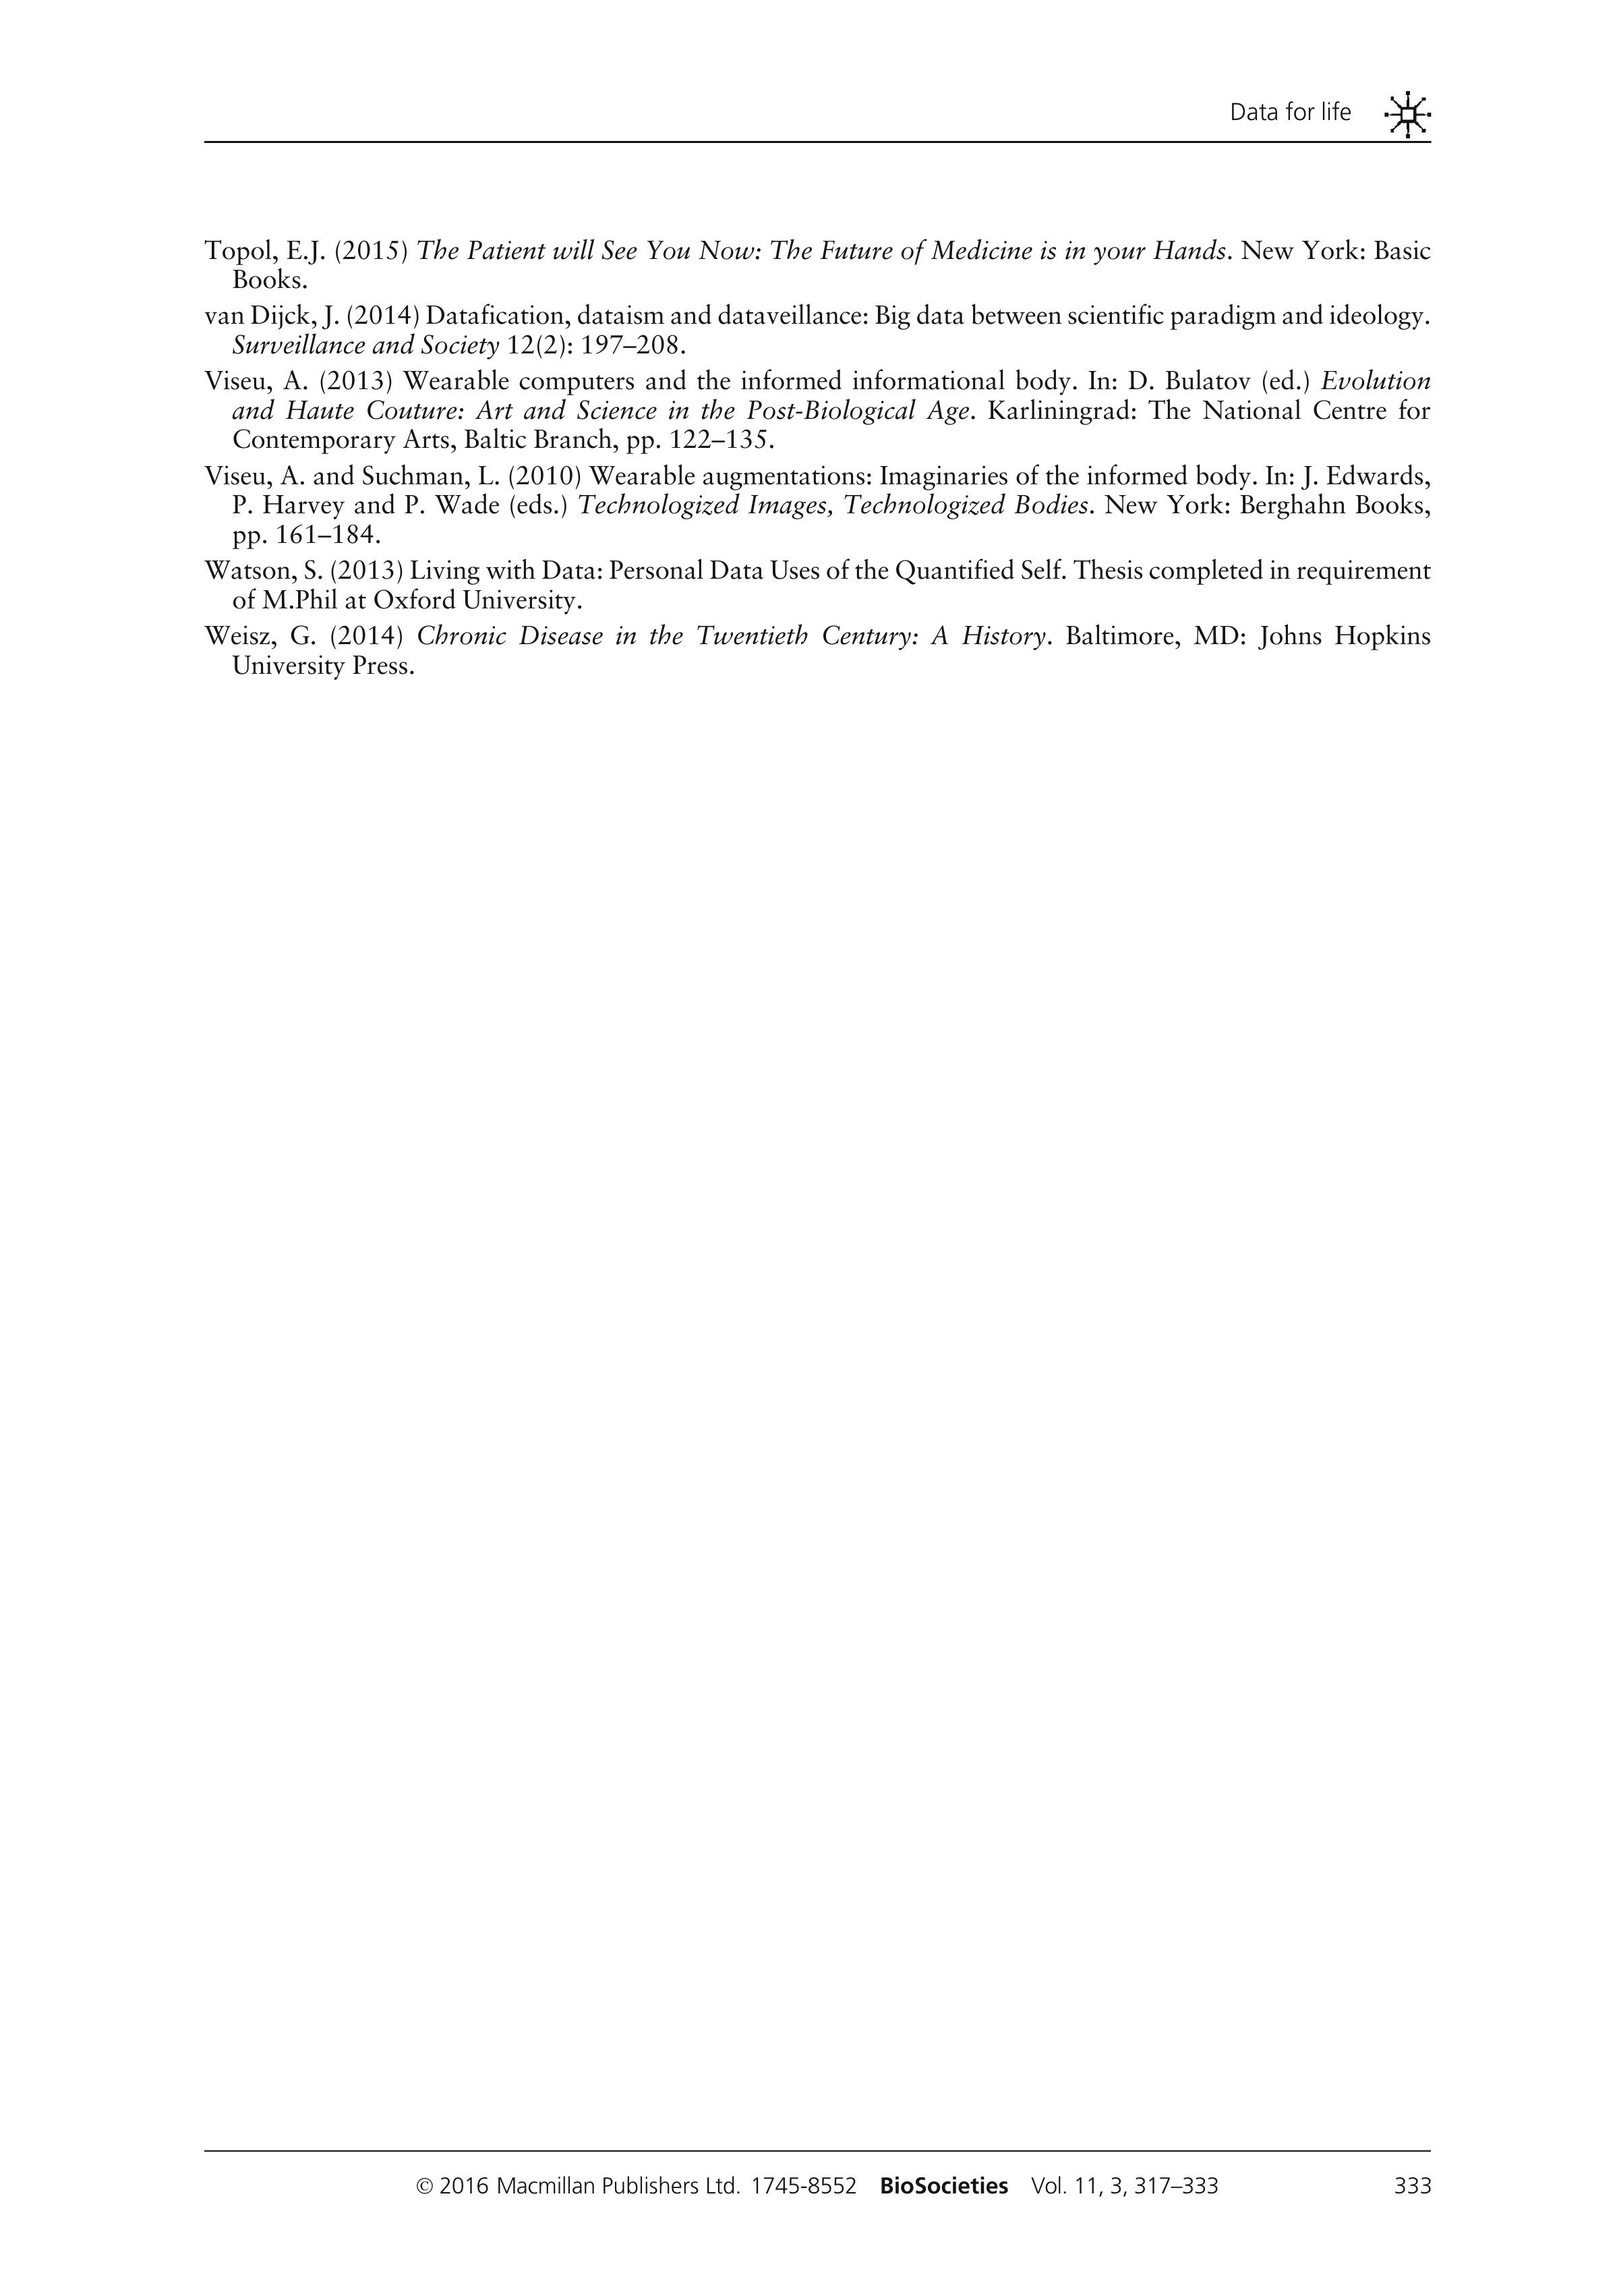 Data for life
Topol, E.J. (2015) The Patient will See You Now: The Future of Medicine is in your Hands. New York: Basic
Books.
van Dijck, J. (2014) Datafication, dataism and dataveillance: Big data between scientific paradigm and ideology.
Surveillance and Society 12(2): 197–208.
Viseu, A. (2013) Wearable computers and the informed informational body. In: D. Bulatov (ed.) Evolution
and Haute Couture: Art and Science in the Post-Biological Age. Karliningrad: The National Centre for
Contemporary Arts, Baltic Branch, pp. 122–135.
Viseu, A. and Suchman, L. (2010) Wearable augmentations: Imaginaries of the informed body. In: J. Edwards,
P. Harvey and P. Wade (eds.) Technologized Images, Technologized Bodies. New York: Berghahn Books,
pp. 161–184.
Watson, S. (2013) Living with Data: Personal Data Uses of the Quantified Self. Thesis completed in requirement
of M.Phil at Oxford University.
Weisz, G. (2014) Chronic Disease in the Twentieth Century: A History. Baltimore, MD: Johns Hopkins
University Press.
© 2016 Macmillan Publishers Ltd. 1745-8552 BioSocieties Vol. 11, 3, 317–333 333